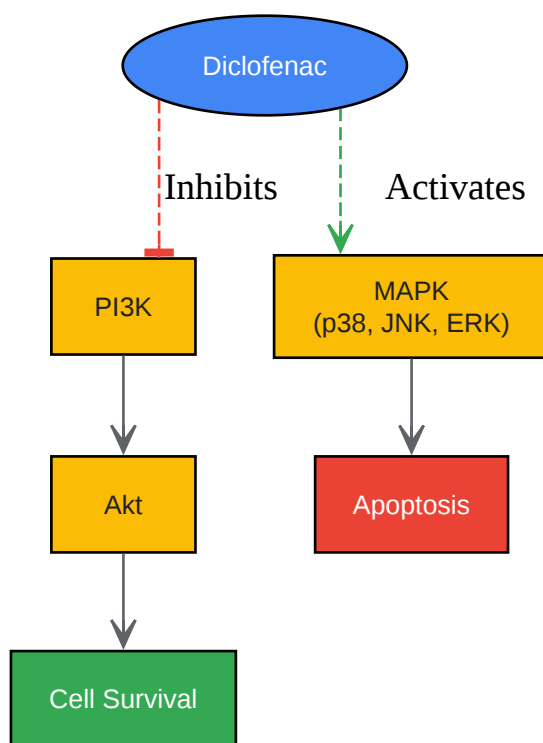 Diclofenac
Inhibits
Activates
PI3K
MAPK
(p38, JNK, ERK)
Akt
Apoptosis
Cell Survival